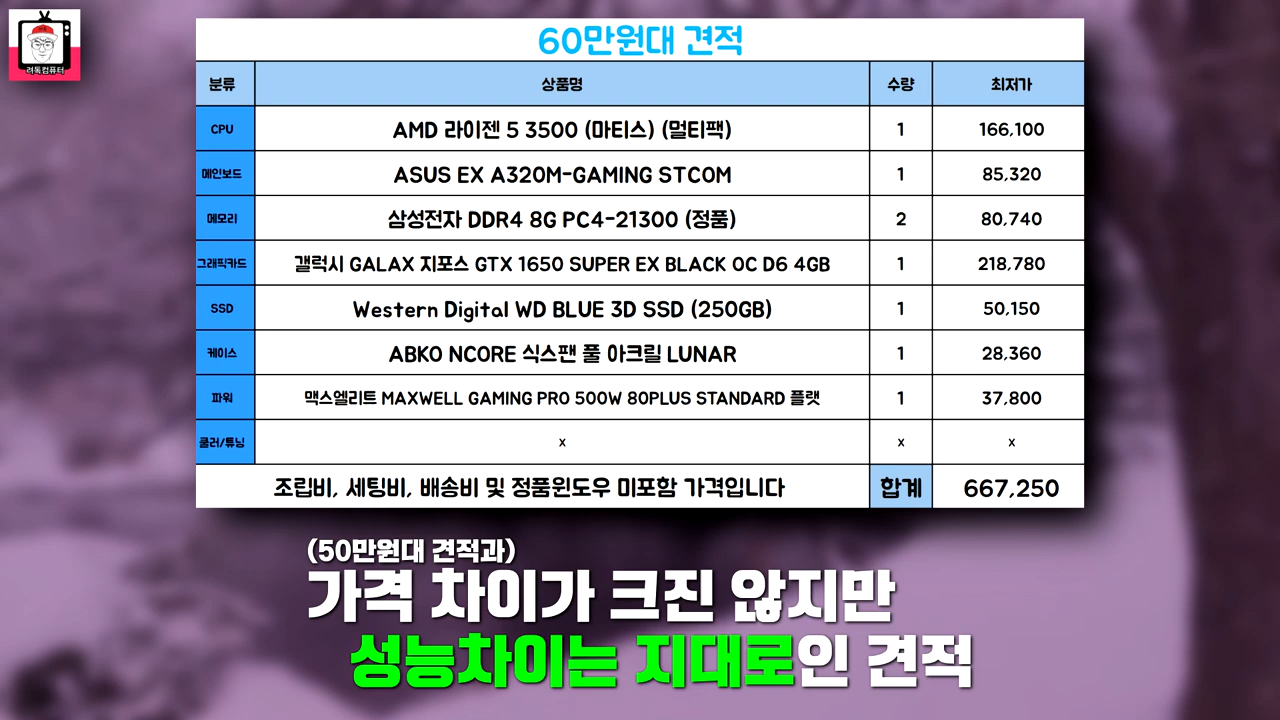 려독컴퓨터
60만원대 견적
분류 상품명 수량 최저가
CPU AMD 라이젠 5 3500 (마티스) (멀티팩) 1 166,100
메인보드 ASUS EX A320M-GAMING STCOM 1 85,320
메모리 삼성전자 DDR4 8G PC4-21300 (정품) 2 80,740
그래픽카드 갤럭시 GALAX 지포스 GTX 1650 SUPER EX BLACK OC D6 4GB 1 218,780
SSD Western Digital WD BLUE 3D SSD (250GB) 1 50,150
케이스 ABKO NCORE 식스팬 풀 아크릴 LUNAR 1 28,360
파워 맥스엘리트 MAXWELL GAMING PRO 500W 80PLUS STANDARD 플랫 1 37,800
쿨러/튜닝 x x x
조립비, 세팅비, 배송비 및 정품윈도우 미포함 가격입니다 합계 667,250
(50만원대 견적과)
가격 차이가 크진 않지만
성능차이는 지대로인 견적